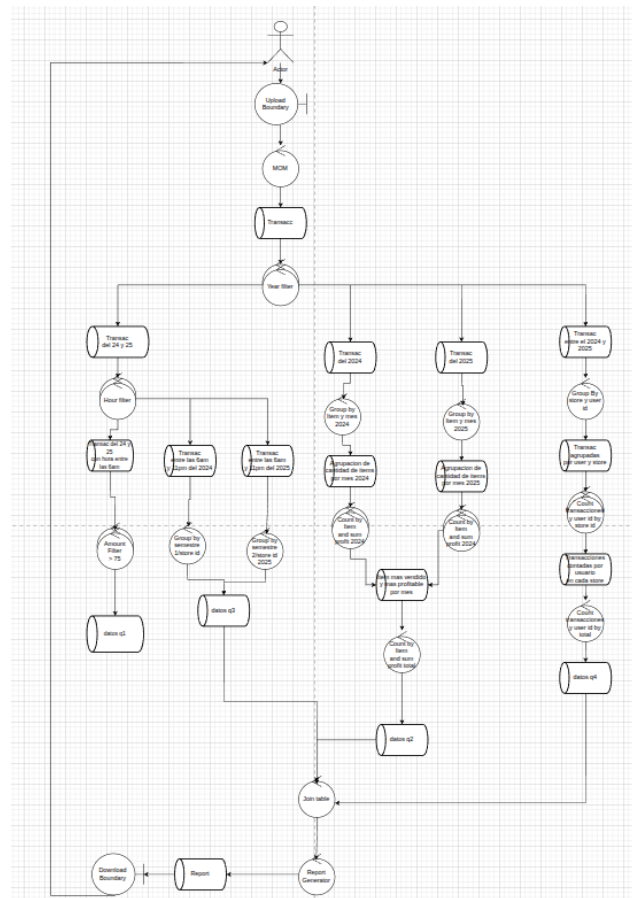 Actor
Upload
Boundary
MOM
Transacc
Year filter
Transac
del 24 y 25
Transac
del 2024
Transac
del 2025
Transac
entre el 2024 y
2025
Hour filter
Group by
Item y mes
2024
Group by
Item y mes
2025
Group By
store y user
id
Transac del 24 y
25
con hora entre
las 6am
Transac
entre las 6am
y 11pm del 2024
Transac
entre las 6am
y 11pm del 2025
Agrupacion de
cantidad de items
por mes 2024
Agrupacion de
cantidad de items
por mes 2025
Transac
agrupadas
por user y store
Amount
Filter
> 75
Group by
semestre
1/store id
Group by
semestre
2/store id
2025
Count by
Item
and sum
profit 2024
Count by
Item
and sum
profit 2024
Count
transacciones
y user id by
store id
Transacciones
contadas por
usuario
en cada store
Item mas vendido
y mas profitable
por mes
datos q1
datos q3
Count by
Item
and sum
profit total
Count
transacciones
y user id by
total
datos q4
datos q2
Join table
Download
Boundary
Report
Report
Generator